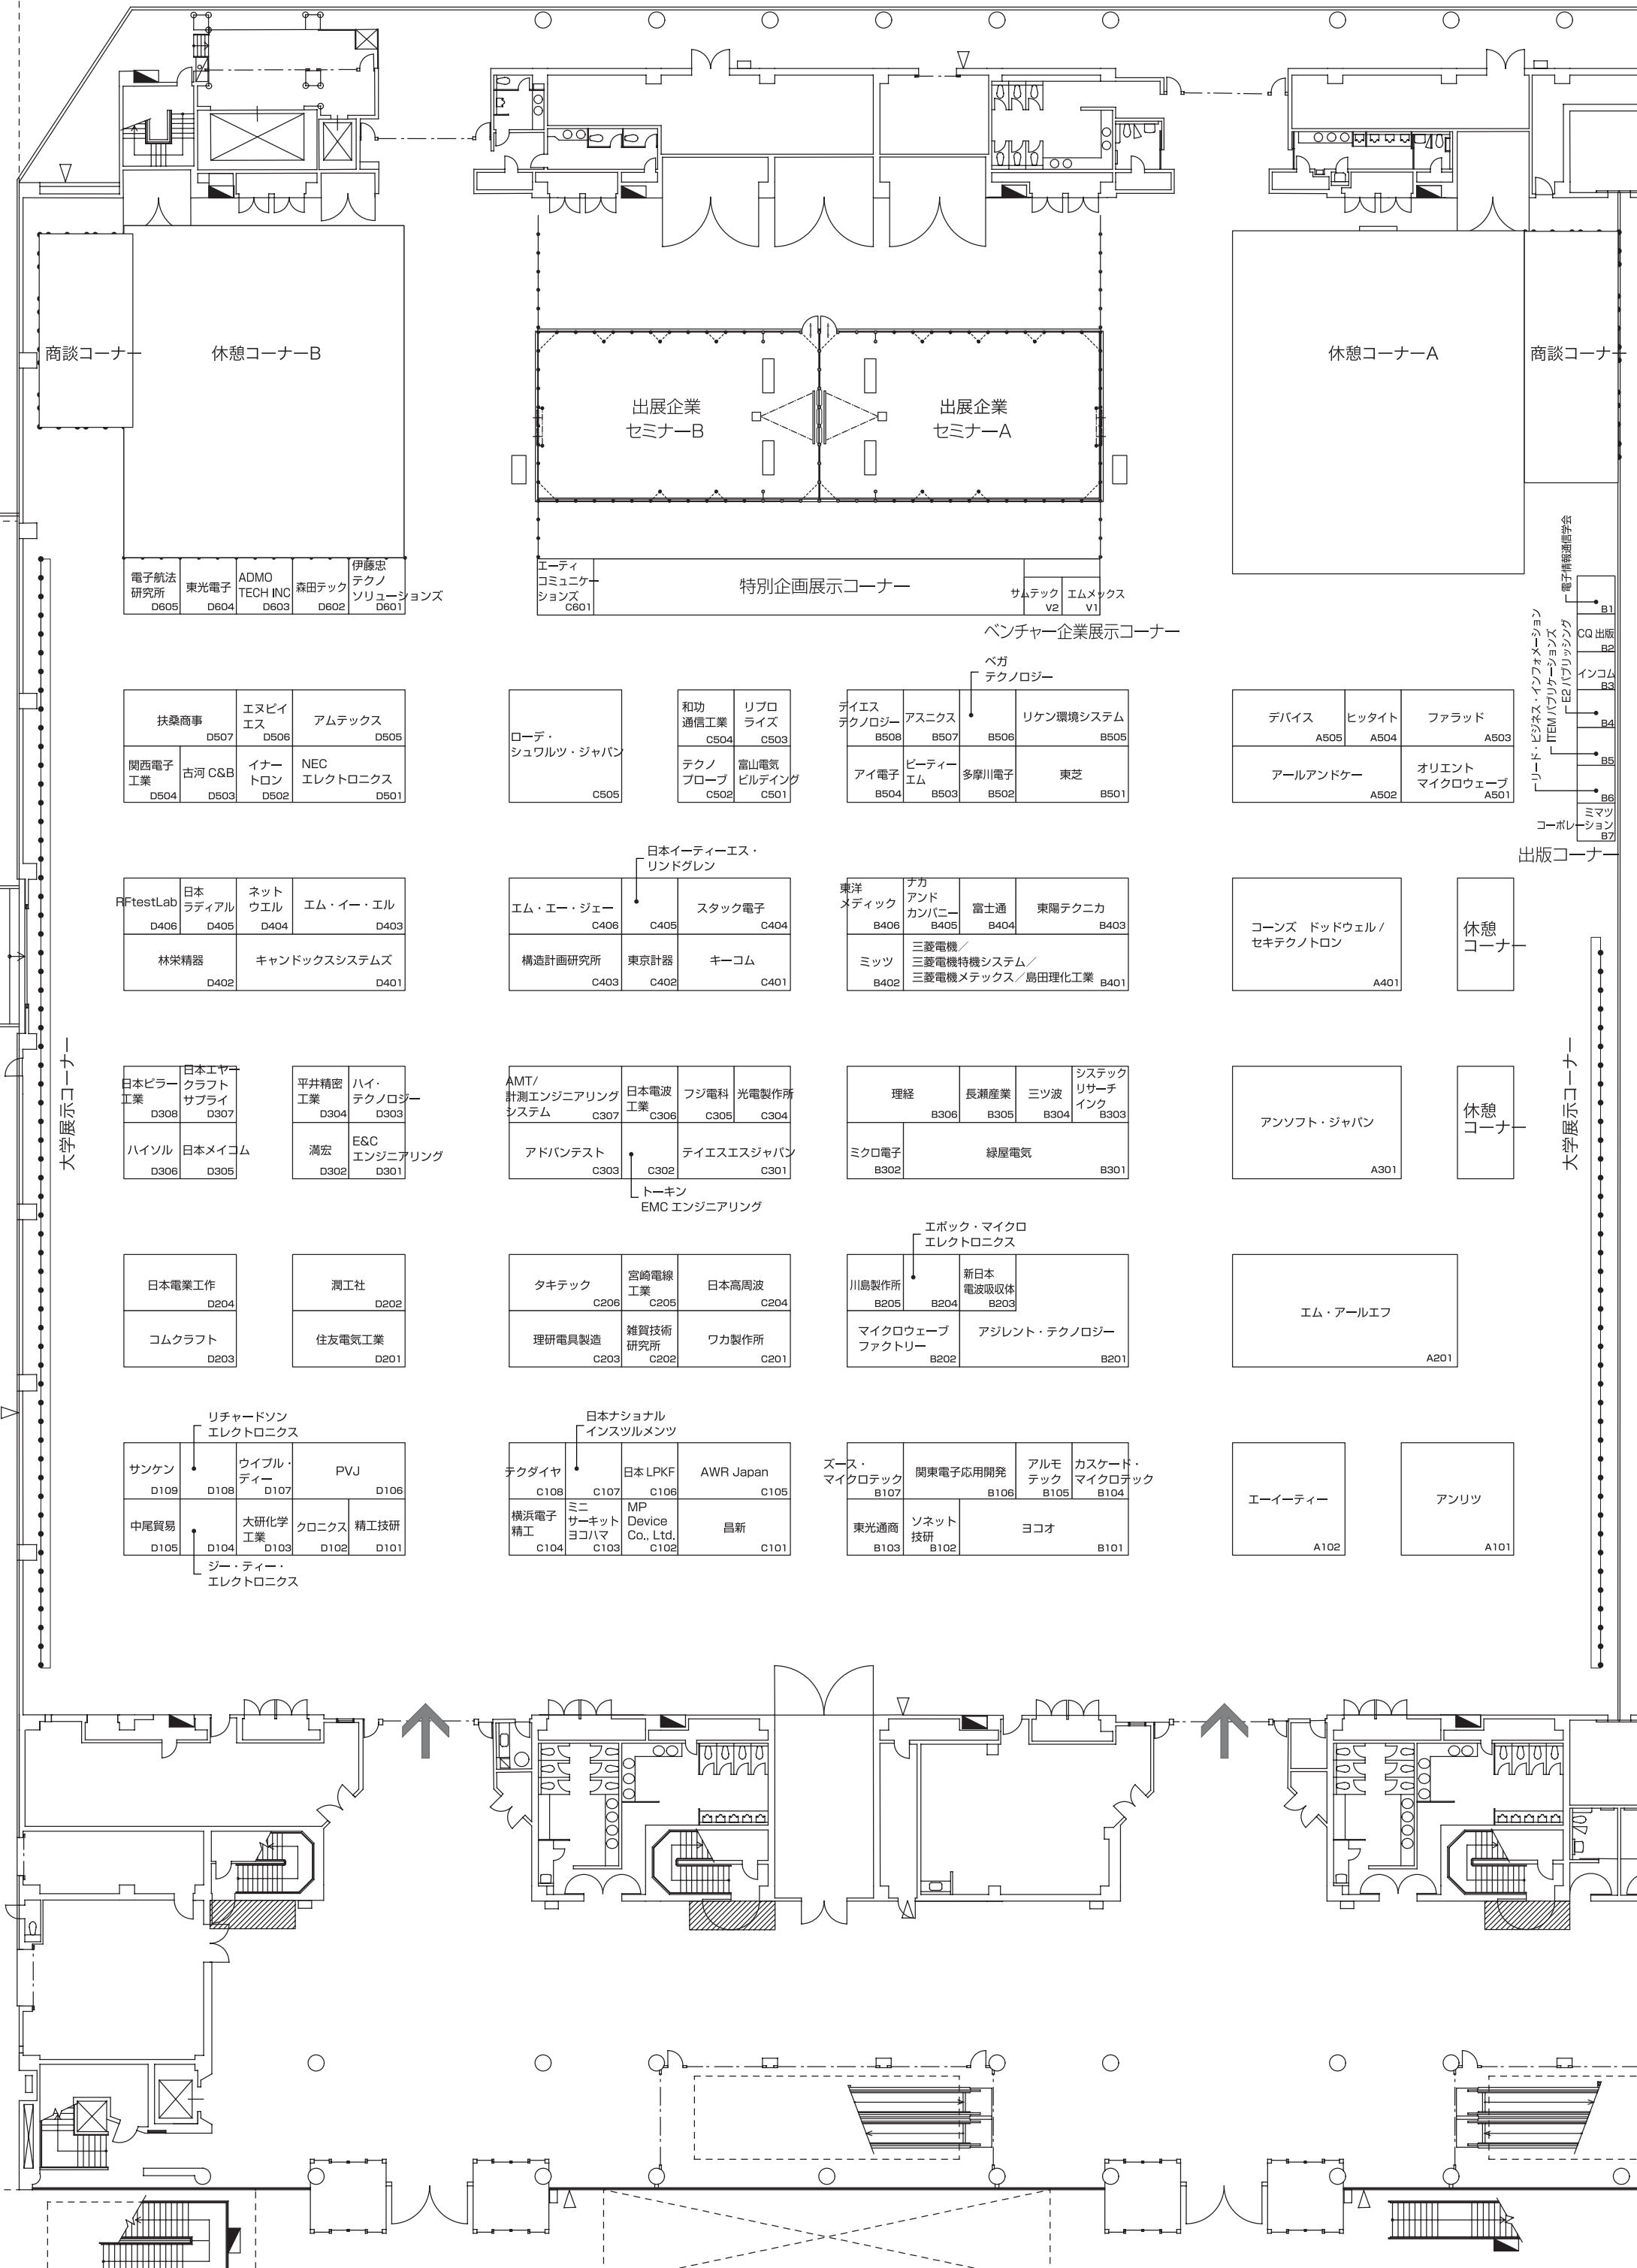 商談コーナー
休憩コーナーB
出展企業
セミナーB
出展企業
セミナーA
休憩コーナーA
商談コーナー
電子航法
研究所
D605
東光電子
D604
ADMO
TECH INC
D603
森田テック
D602
伊藤忠
テクノ
ソリューションズ
D601
エーティ
コミュニケー
ションズ
C601
特別企画展示コーナー
サムテック
V2
エムメックス
V1
ベンチャー企業展示コーナー
電子情報通信学会
B1
CQ 出版
B2
インコム
B3
E2 パブリッシング
B4
ITEM パブリケーションズ
B5
リード・ビジネス・インフォメーション
B6
ミマツ
コーポレーション
B7
出版コーナー
扶桑商事
D507
エヌピイ
エス
D506
アムテックス
D505
関西電子
工業
D504
古河 C&B
D503
イナー
トロン
D502
NEC
エレクトロニクス
D501
ローデ・
シュワルツ・ジャパン
C505
和功
通信工業
C504
リブロ
ライズ
C503
テクノ
プローブ
C502
富山電気
ビルデイング
C501
ベガ
テクノロジー
デイエス
テクノロジー
B508
アスニクス
B507
B506
リケン環境システム
B505
アイ電子
B504
ピーティー
エム
B503
多摩川電子
B502
東芝
B501
デバイス
A505
ヒッタイト
A504
ファラッド
A503
アールアンドケー
A502
オリエント
マイクロウェーブ
A501
RFtestLab
D406
日本
ラディアル
D405
ネット
ウエル
D404
エム・イー・エル
D403
林栄精器
D402
キャンドックスシステムズ
D401
日本イーティーエス・
リンドグレン
エム・エー・ジェー
C406
C405
スタック電子
C404
構造計画研究所
C403
東京計器
C402
キーコム
C401
東洋
メディック
B406
ナカ
アンド
カンパニー
B405
富士通
B404
東陽テクニカ
B403
ミッツ
B402
三菱電機／
三菱電機特機システム／
三菱電機メテックス／島田理化工業
B401
コーンズ　ドッドウェル /
セキテクノトロン
A401
休憩
コーナー
大学展示コーナー
日本ピラー
工業
D308
日本エヤー
クラフト
サプライ
D307
平井精密
工業
D304
ハイ・
テクノロジー
D303
ハイソル
D306
日本メイコム
D305
満宏
D302
E&C
エンジニアリング
D301
AMT/
計測エンジニアリング
システム
C307
日本電波
工業
C306
フジ電科
C305
光電製作所
C304
アドバンテスト
C303
C302
テイエスエスジャパン
C301
トーキン
EMC エンジニアリング
理経
B306
長瀬産業
B305
三ツ波
B304
システック
リサーチ
インク
B303
ミクロ電子
B302
緑屋電気
B301
アンソフト・ジャパン
A301
休憩
コーナー
大学展示コーナー
日本電業工作
D204
潤工社
D202
コムクラフト
D203
住友電気工業
D201
タキテック
C206
宮崎電線
工業
C205
日本高周波
C204
理研電具製造
C203
雑賀技術
研究所
C202
ワカ製作所
C201
エポック・マイクロ
エレクトロニクス
川島製作所
B205
B204
新日本
電波吸収体
B203
マイクロウェーブ
ファクトリー
B202
アジレント・テクノロジー
B201
エム・アールエフ
A201
リチャードソン
エレクトロニクス
サンケン
D109
D108
ウイブル・
ディー
D107
PVJ
D106
中尾貿易
D105
D104
大研化学
工業
D103
クロニクス
D102
精工技研
D101
ジー・ティー・
エレクトロニクス
日本ナショナル
インスツルメンツ
テクダイヤ
C108
C107
日本 LPKF
C106
AWR Japan
C105
横浜電子
精工
C104
ミニ
サーキット
ヨコハマ
C103
MP
Device
Co., Ltd.
C102
昌新
C101
ズース・
マイクロテック
B107
関東電子応用開発
B106
アルモ
テック
B105
カスケード・
マイクロテック
B104
東光通商
B103
ソネット
技研
B102
ヨコオ
B101
エーイーティー
A102
アンリツ
A101